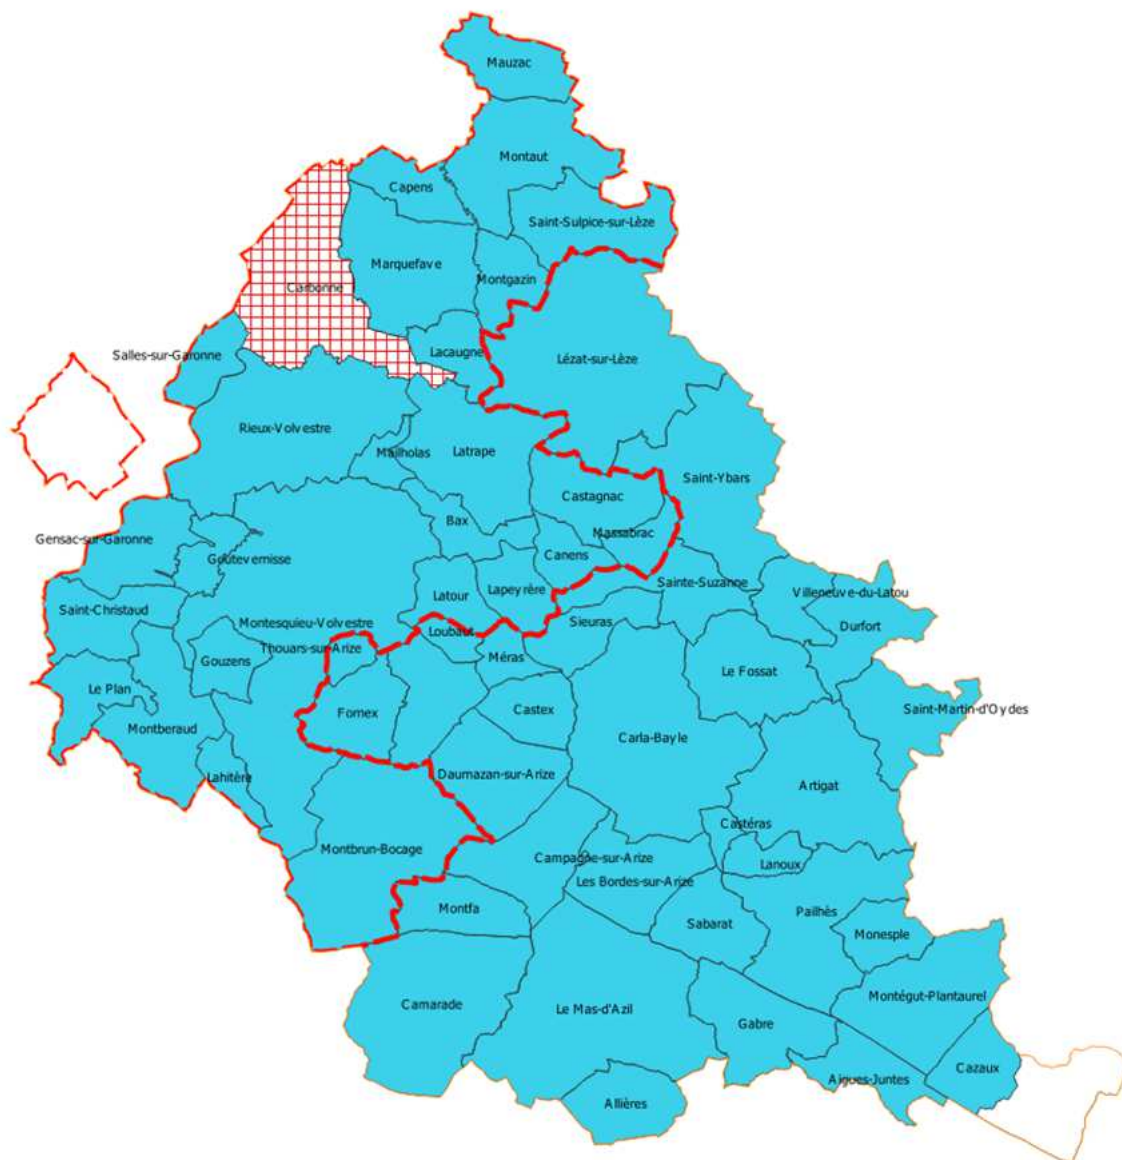 Mauzac
Montaut
Capens
Saint-Sulpice-sur-Lèze
Marquefave
Montgazin
Carbonne
Salles-sur-Garonne
Lacaugne
Lézat-sur-Lèze
Rieux-Volvestre
Mailholas
Latrape
Saint-Ybars
Castagnac
Bax
Massabrac
Gensac-sur-Garonne
Canens
Goutevernisse
Sainte-Suzanne
Lapeyrère
Latour
Villeneuve-du-Latou
Saint-Christaud
Montesquieu-Volvestre
Sieuras
Durfort
Loubaut
Thouars-sur-Arize
Méras
Gouzens
Le Fossat
Le Plan
Saint-Martin-d'Oydes
Castex
Fornex
Montberaud
Carla-Bayle
Lahitère
Daumazan-sur-Arize
Artigat
Castéras
Montbrun-Bocage
Campagne-sur-Arize
Lanoux
Les Bordes-sur-Arize
Montfa
Pailhès
Sabarat
Monesple
Montégut-Plantaurel
Camarade
Le Mas-d'Azil
Gabre
Cazaux
Aigues-Juntes
Allières